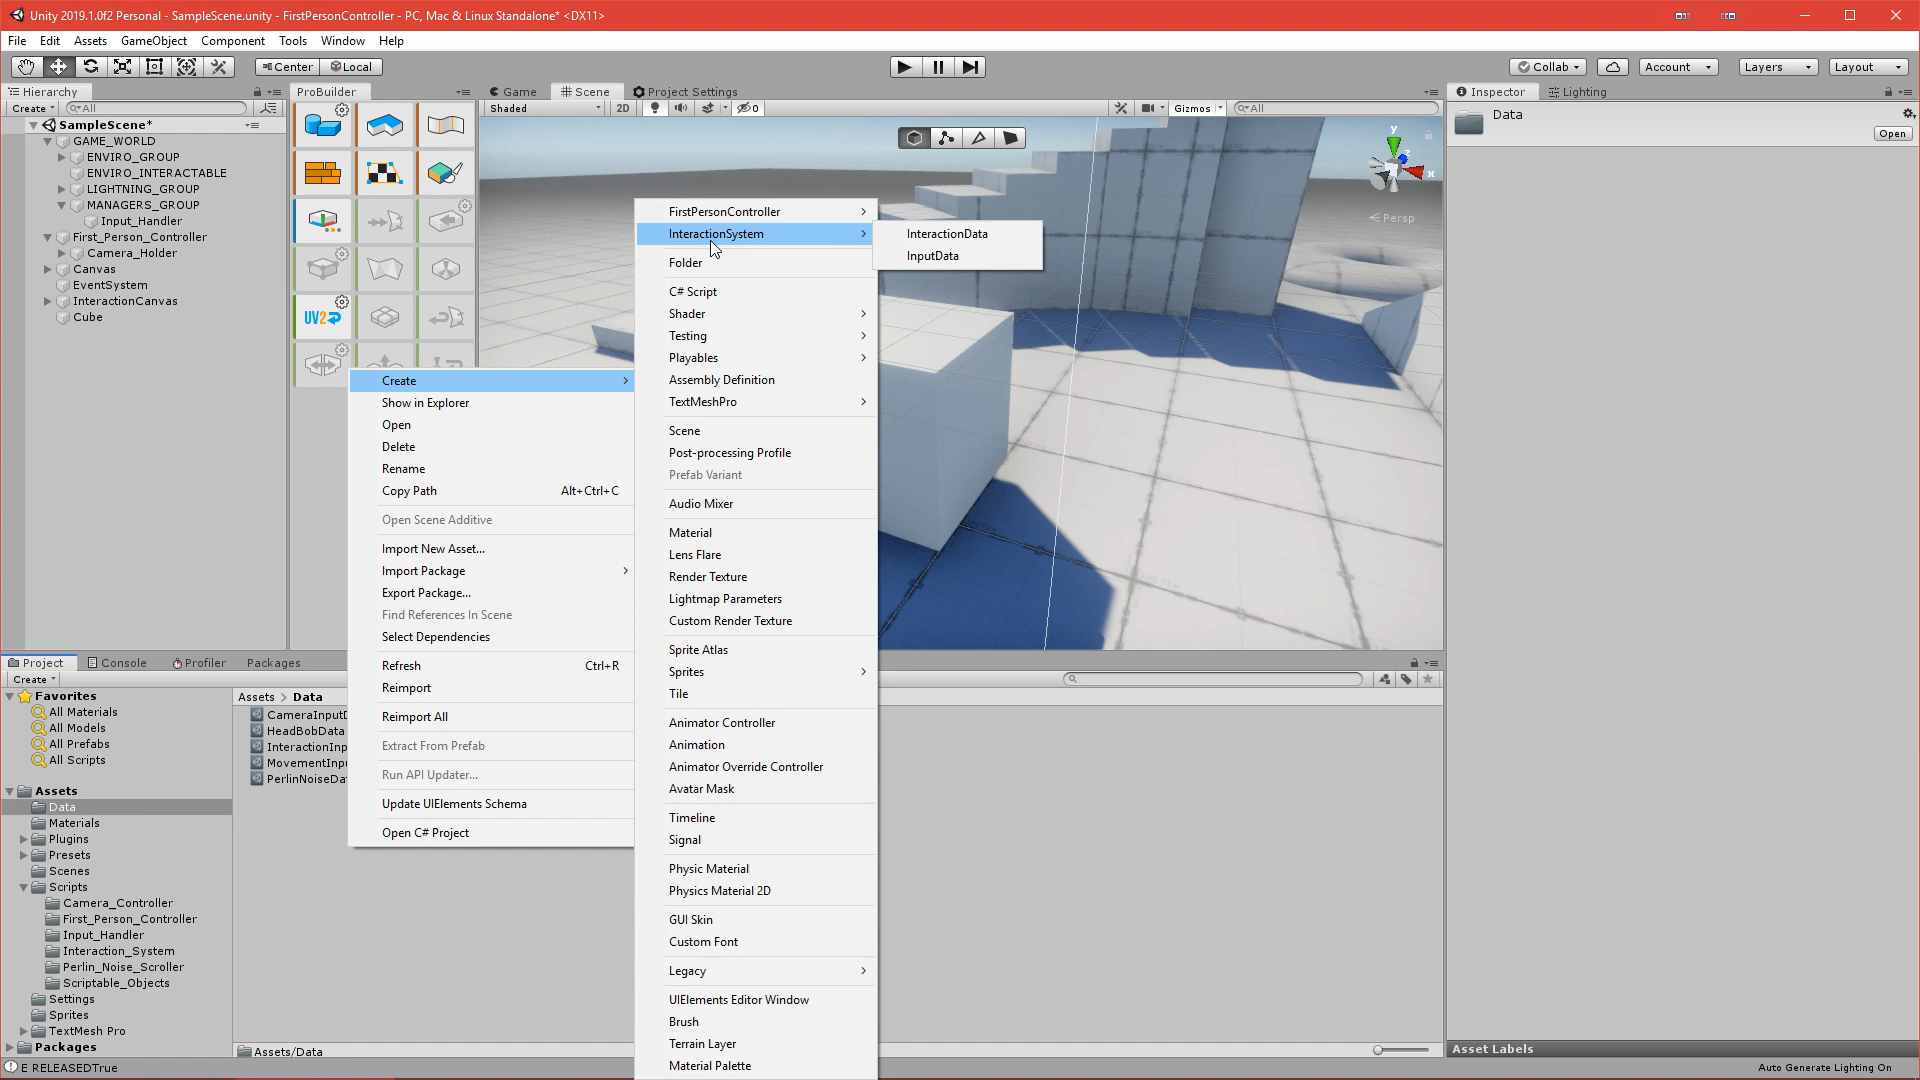 Unity 2019.1.0f2 Personal - SampleScene.unity - FirstPersonController - PC, Mac & Linux Standalone* <DX11>
File Edit Assets GameObject Component Tools Window Help
Center Local Collab Account Layers Layout
Hierarchy ProBuilder Game Scene Project Settings Inspector Lighting
Create All Shaded 2D 0 Gizmos All
Data
Open
SampleScene*
GAME_WORLD
ENVIRO_GROUP
ENVIRO_INTERACTABLE
LIGHTNING_GROUP
MANAGERS_GROUP
Input_Handler
First_Person_Controller
Camera_Holder
Canvas
EventSystem
InteractionCanvas
Cube
UV2
y
z
x
Persp
Create
Show in Explorer
Open
Delete
Rename
Copy Path Alt+Ctrl+C
Open Scene Additive
Import New Asset...
Import Package
Export Package...
Find References In Scene
Select Dependencies
Refresh Ctrl+R
Reimport
Reimport All
Extract From Prefab
Run API Updater...
Update UIElements Schema
Open C# Project
FirstPersonController
InteractionSystem
Folder
C# Script
Shader
Testing
Playables
Assembly Definition
TextMeshPro
Scene
Post-processing Profile
Prefab Variant
Audio Mixer
Material
Lens Flare
Render Texture
Lightmap Parameters
Custom Render Texture
Sprite Atlas
Sprites
Tile
Animator Controller
Animation
Animator Override Controller
Avatar Mask
Timeline
Signal
Physic Material
Physics Material 2D
GUI Skin
Custom Font
Legacy
UIElements Editor Window
Brush
Terrain Layer
Material Palette
InteractionData
InputData
Project Console Profiler Packages
Create
Favorites
All Materials
All Models
All Prefabs
All Scripts
Assets
Data
Materials
Plugins
Presets
Scenes
Scripts
Camera_Controller
First_Person_Controller
Input_Handler
Interaction_System
Perlin_Noise_Scroller
Scriptable_Objects
Settings
Sprites
TextMesh Pro
Packages
Assets > Data
CameraInputD
HeadBobData
InteractionInp
MovementInpu
PerlinNoiseDat
Assets/Data
Asset Labels
E RELEASEDTrue
Auto Generate Lighting On